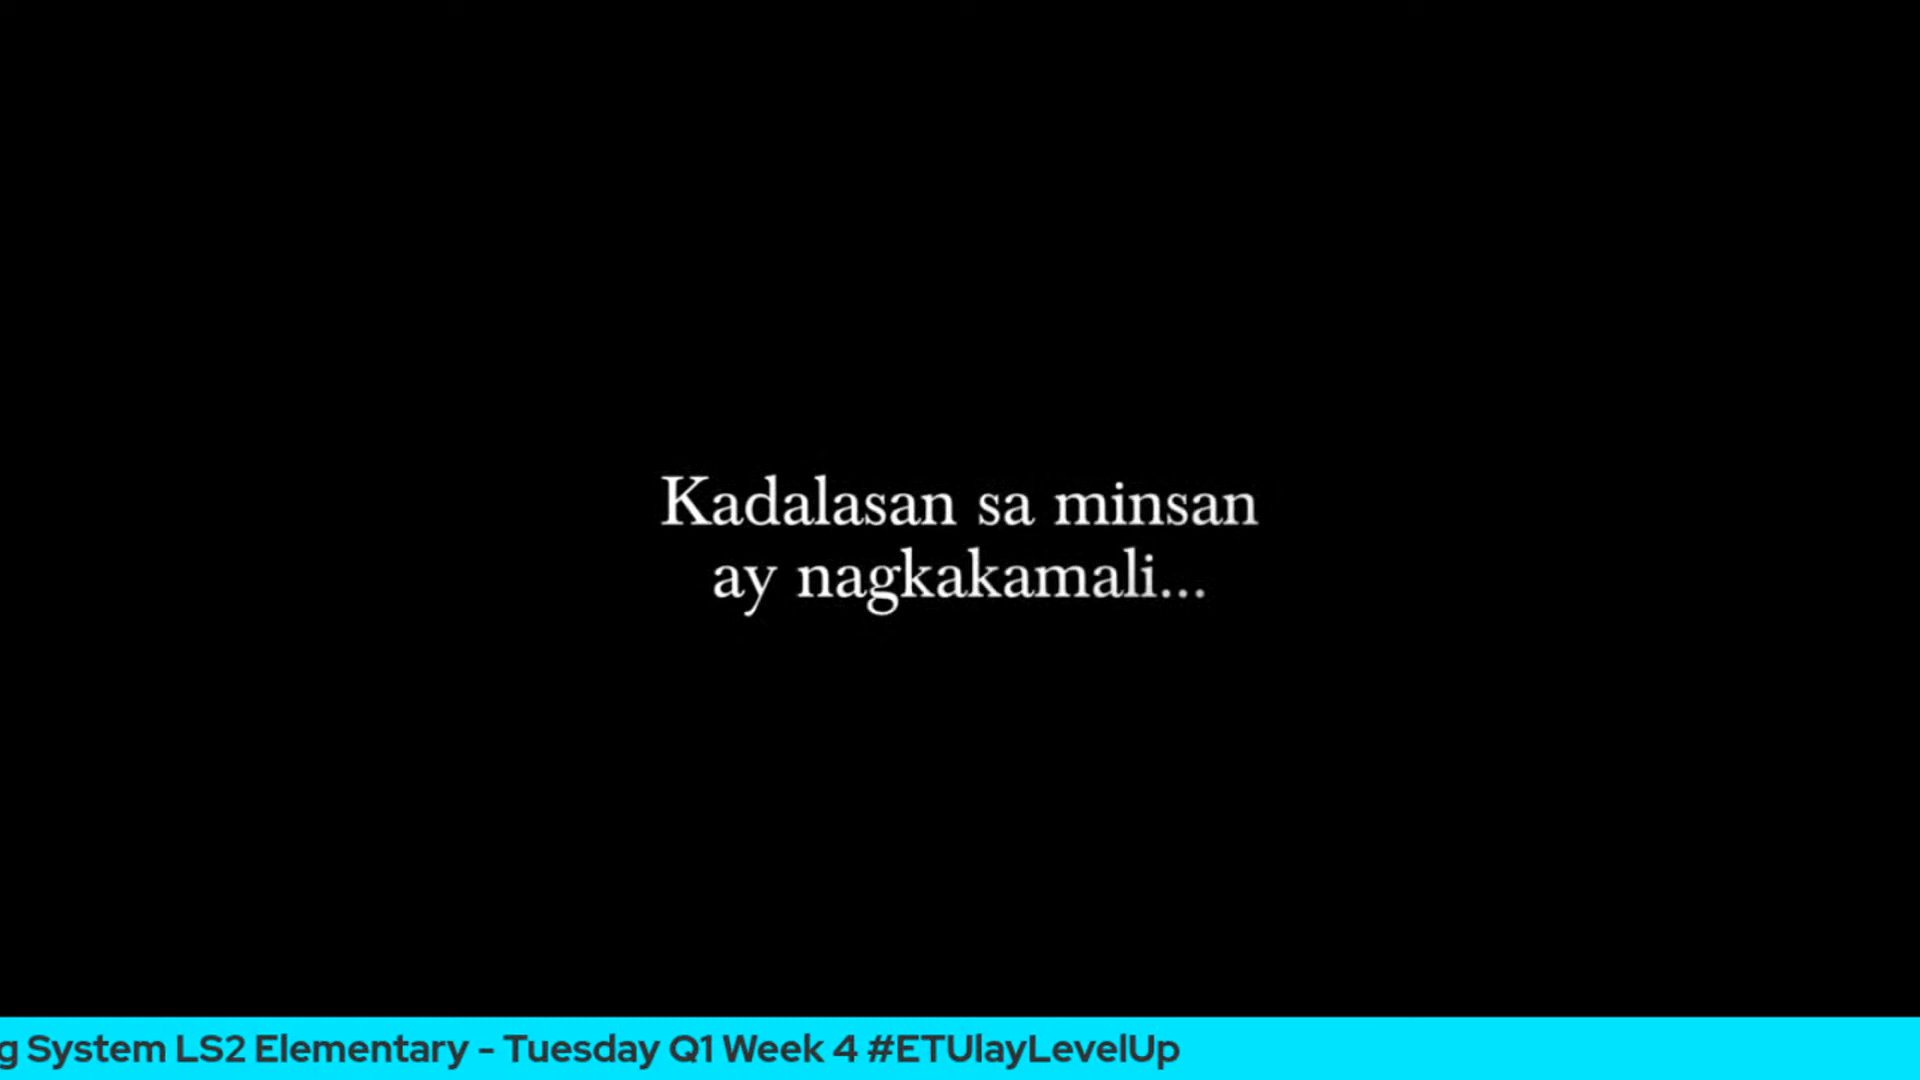 Kadalasan sa minsan
ay nagkakamali...
g System LS2 Elementary - Tuesday Q1 Week 4 #ETUlayLevelUp